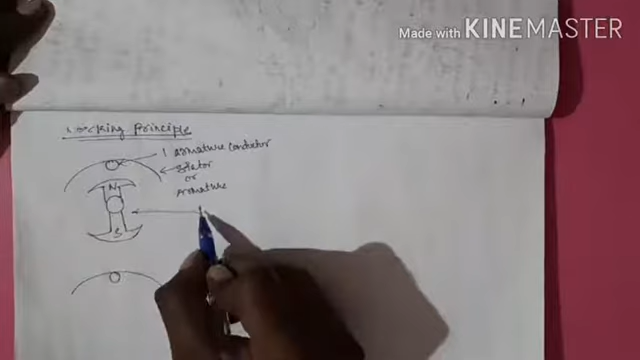 Made with KINEMASTER
Working Principle
1 armature conductor
stator
or
Armature
N
S